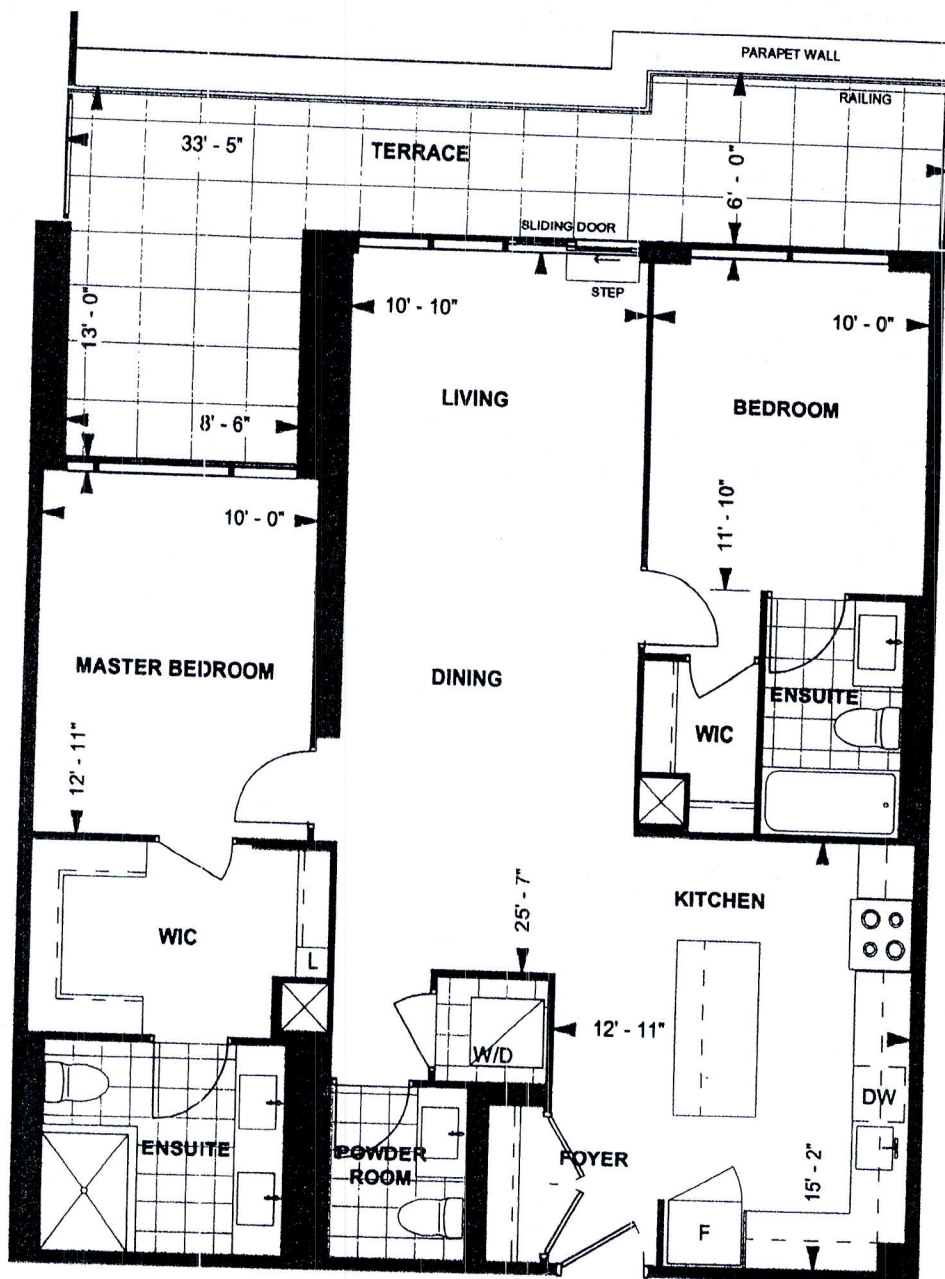 PARAPET WALL
RAILING
33' - 5"
TERRACE
6' - 0"
SLIDING DOOR
STEP
13' - 0"
10' - 10"
10' - 0"
LIVING
BEDROOM
8' - 6"
10' - 0"
11' - 10"
MASTER BEDROOM
DINING
ENSUITE
WIC
12' - 11"
25' - 7"
KITCHEN
WIC
L
12' - 11"
W/D
DW
ENSUITE
POWDER
ROOM
FOYER
15' - 2"
F